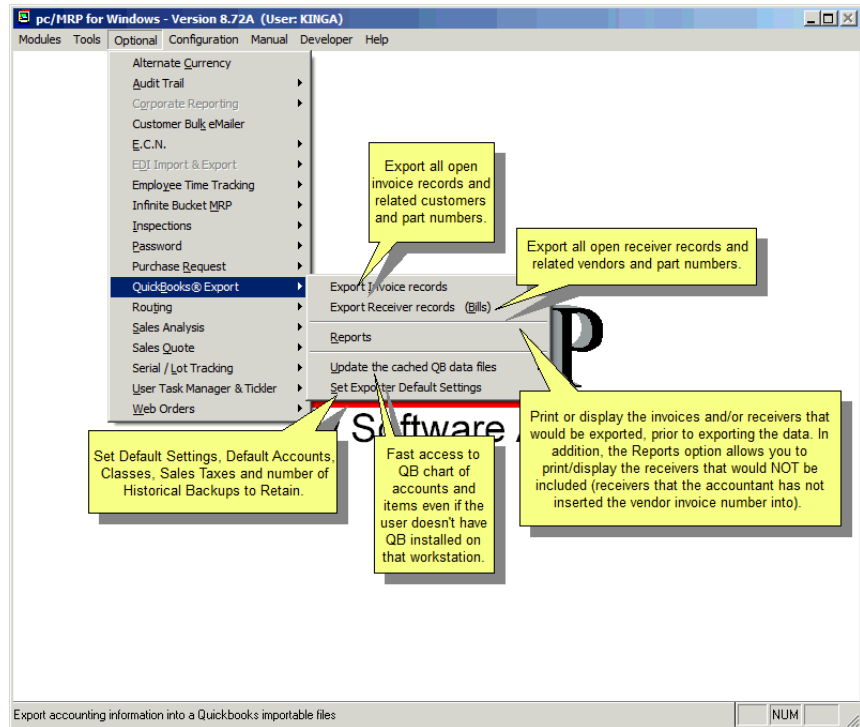 pc/MRP for Windows - Version 8.72A (User: KINGA)
Modules Tools Optional Configuration Manual Developer Help
Alternate Currency
Audit Trail
Corporate Reporting
Customer Bulk eMailer
E.C.N.
EDI Import & Export
Employee Time Tracking
Infinite Bucket MRP
Inspections
Password
Purchase Request
QuickBooks® Export
Routing
Sales Analysis
Sales Quote
Serial / Lot Tracking
User Task Manager & Tickler
Web Orders
Export all open
invoice records and
related customers
and part numbers.
Export all open receiver records and
related vendors and part numbers.
Export Invoice records
Export Receiver records (Bills)
Reports
Update the cached QB data files
Set Exporter Default Settings
P
Software
Set Default Settings, Default Accounts,
Classes, Sales Taxes and number of
Historical Backups to Retain.
Fast access to
QB chart of
accounts and
items even if the
user doesn't have
QB installed on
that workstation.
Print or display the invoices and/or receivers that
would be exported, prior to exporting the data. In
addition, the Reports option allows you to
print/display the receivers that would NOT be
included (receivers that the accountant has not
inserted the vendor invoice number into).
Export accounting information into a Quickbooks importable files
NUM